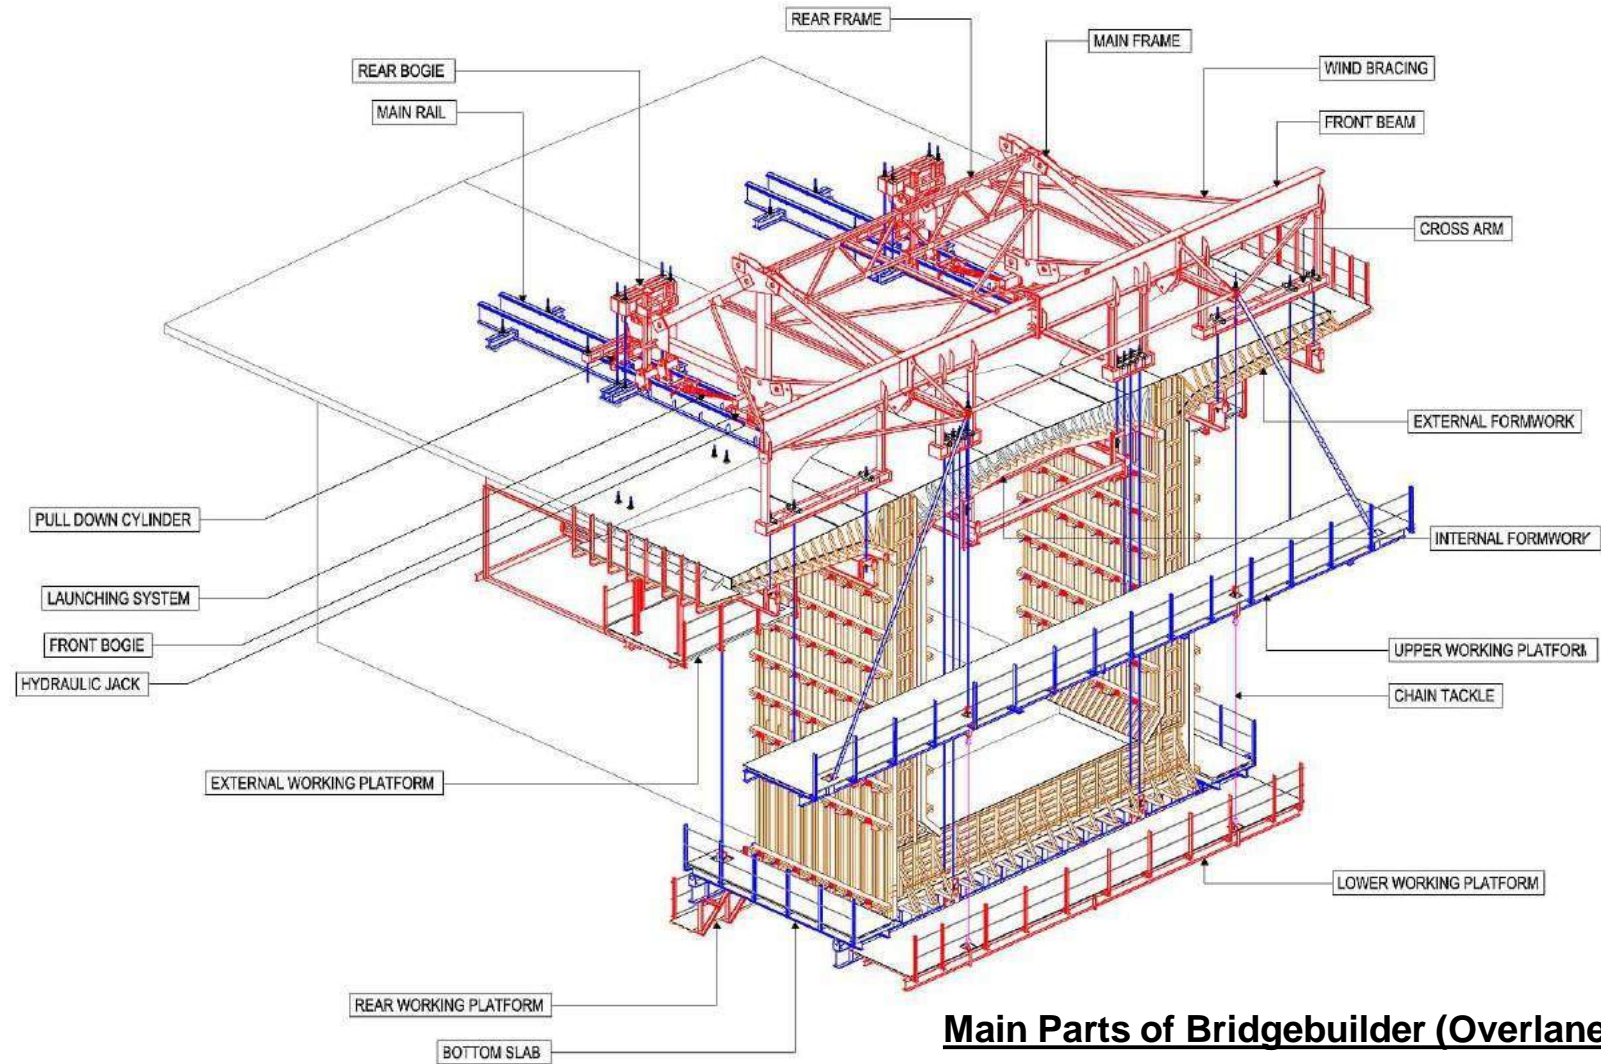 REAR FRAME
MAIN FRAME
REAR BOGIE
WIND BRACING
MAIN RAIL
FRONT BEAM
CROSS ARM
EXTERNAL FORMWORK
PULL DOWN CYLINDER
INTERNAL FORMWORK
LAUNCHING SYSTEM
FRONT BOGIE
UPPER WORKING PLATFORM
HYDRAULIC JACK
CHAIN TACKLE
EXTERNAL WORKING PLATFORM
LOWER WORKING PLATFORM
REAR WORKING PLATFORM
Main Parts of Bridgebuilder (Overlane
BOTTOM SLAB